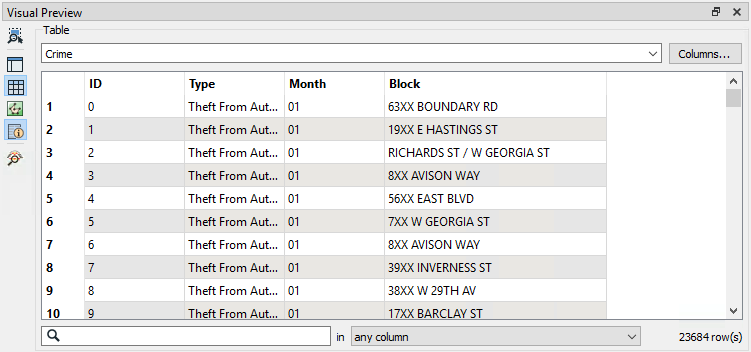 Visual Preview
Table
Crime Columns...
ID Type Month Block
1 0 Theft From Aut... 01 63XX BOUNDARY RD
2 1 Theft From Aut... 01 19XX E HASTINGS ST
3 2 Theft From Aut... 01 RICHARDS ST / W GEORGIA ST
4 3 Theft From Aut... 01 8XX AVISON WAY
5 4 Theft From Aut... 01 56XX EAST BLVD
6 5 Theft From Aut... 01 7XX W GEORGIA ST
7 6 Theft From Aut... 01 8XX AVISON WAY
8 7 Theft From Aut... 01 39XX INVERNESS ST
9 8 Theft From Aut... 01 38XX W 29TH AV
10 9 Theft From Aut... 01 17XX BARCLAY ST
in any column 23684 row(s)